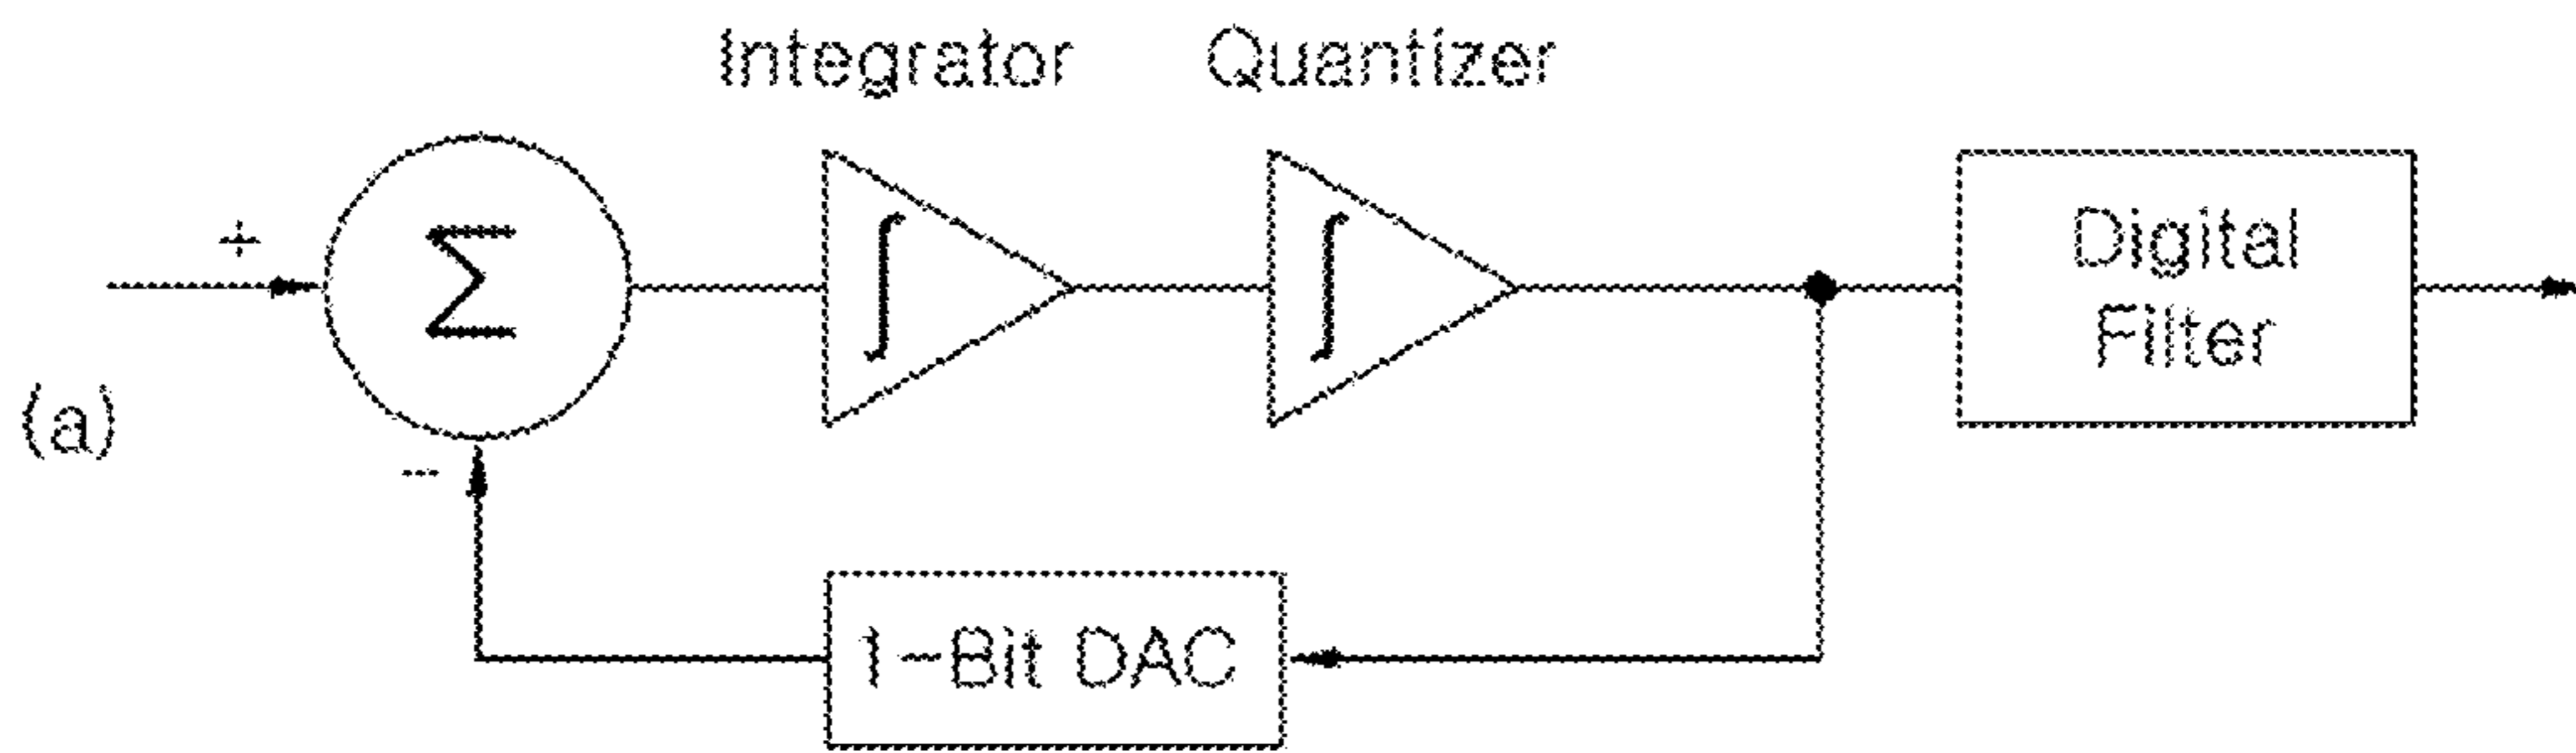 Integrator Quantizer
+
Σ
∫
∫
Digital
Filter
(a)
-
1-Bit DAC